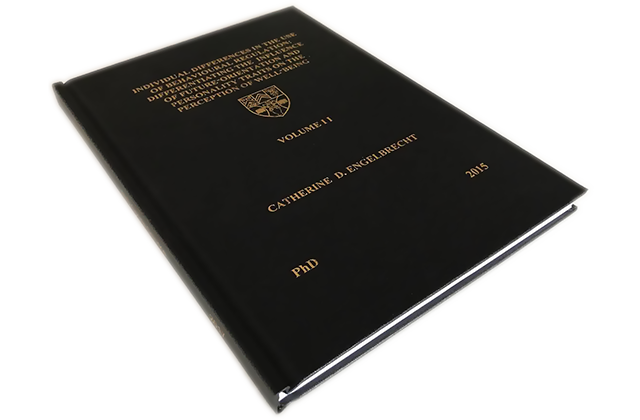 INDIVIDUAL DIFFERENCES IN THE USE
OF BEHAVIOURAL REGULATION:
DIFFERENTIATING THE INFLUENCE
OF FUTURE-ORIENTATION AND
PERSONALITY TRAITS ON THE
PERCEPTION OF WELL-BEING
VOLUME I I
CATHERINE D. ENGELBRECHT
PhD
2015